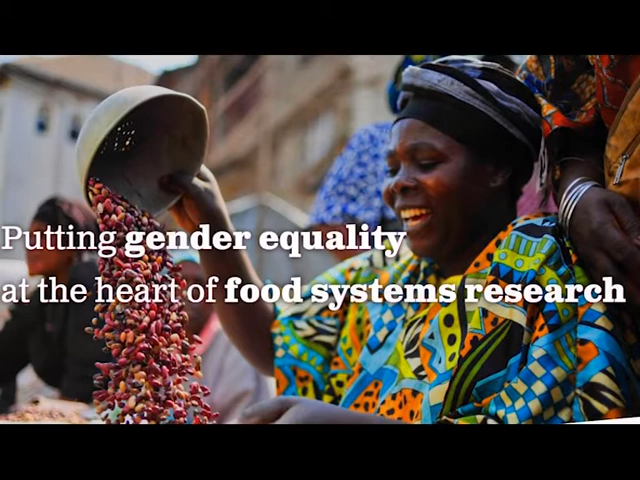 Putting gender equality
at the heart of food systems research